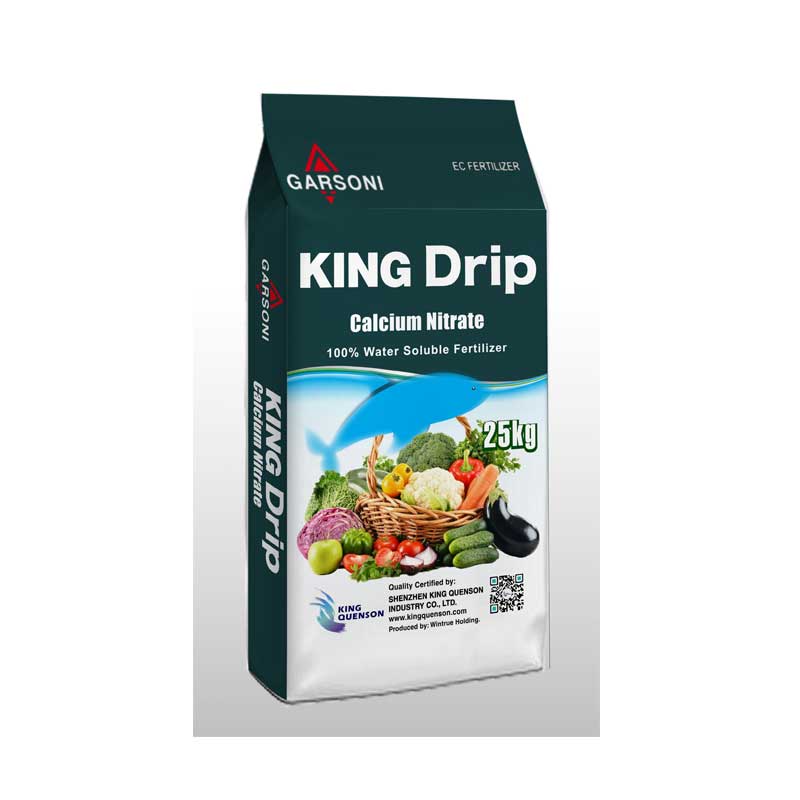 GARSONI
EC FERTILIZER
KING Drip
Calcium Nitrate
100% Water Soluble Fertilizer
25kg
KING
QUENSON
Quality Certified by:
SHENZHEN KING QUENSON
INDUSTRY CO., LTD.
www.kingquenson.com
Produced by: Wintrue Holding.
GARSONI
KING Drip
Calcium Nitrate